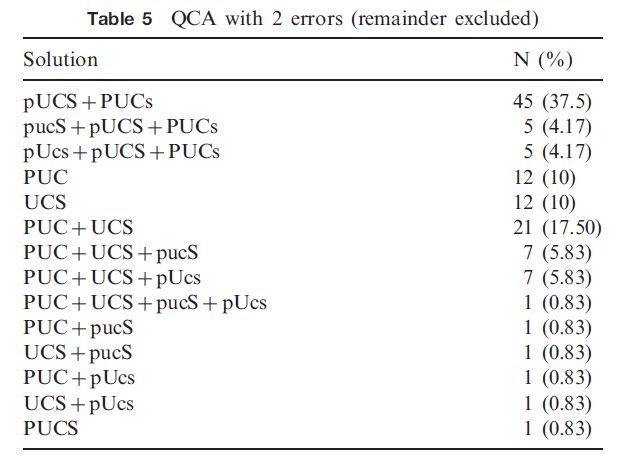 Table 5 QCA with 2 errors (remainder excluded)
Solution N (%)
pUCS+PUCs 45 (37.5)
pucS+pUCS+PUCs 5 (4.17)
pUcs+pUCS+PUCs 5 (4.17)
PUC 12 (10)
UCS 12 (10)
PUC+UCS 21 (17.50)
PUC+UCS+pucS 7 (5.83)
PUC+UCS+pUcs 7 (5.83)
PUC+UCS+pucS+pUcs 1 (0.83)
PUC+pucS 1 (0.83)
UCS+pucS 1 (0.83)
PUC+pUcs 1 (0.83)
UCS+pUcs 1 (0.83)
PUCS 1 (0.83)